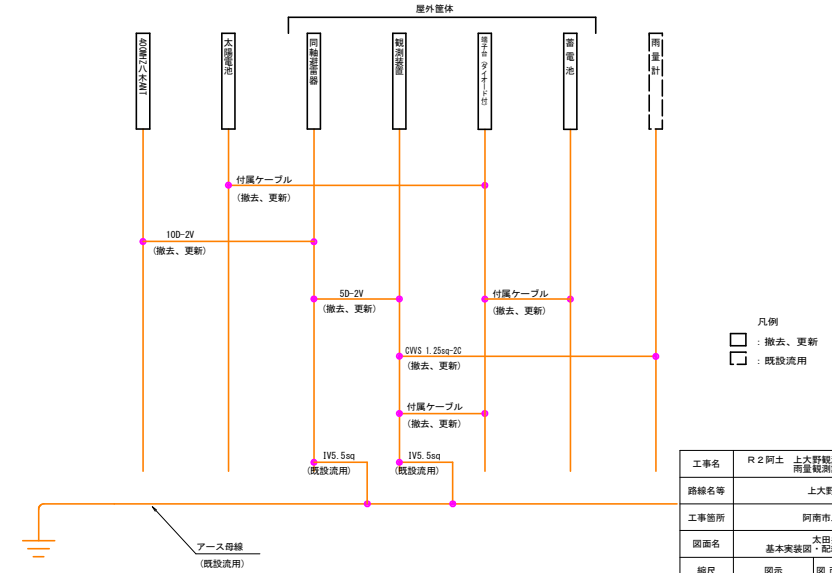 屋外筐体
400MHZ八木ANT
太陽電池
同軸避雷器
観測装置
端子台（ダイオード付）
蓄電池
雨量計
付属ケーブル
(撤去、更新)
10D-2V
(撤去、更新)
5D-2V
(撤去、更新)
付属ケーブル
(撤去、更新)
CVVS 1.25sq-2C
(撤去、更新)
付属ケーブル
(撤去、更新)
IV5.5sq
(既設流用)
IV5.5sq
(既設流用)
アース母線
(既設流用)
凡例
：撤去、更新
：既設流用
工事名 R２阿土 上大野観
雨量観測
路線名等 上大野
工事箇所 阿南市
図面名 太田
基本実装図・配
縮尺 図示 図